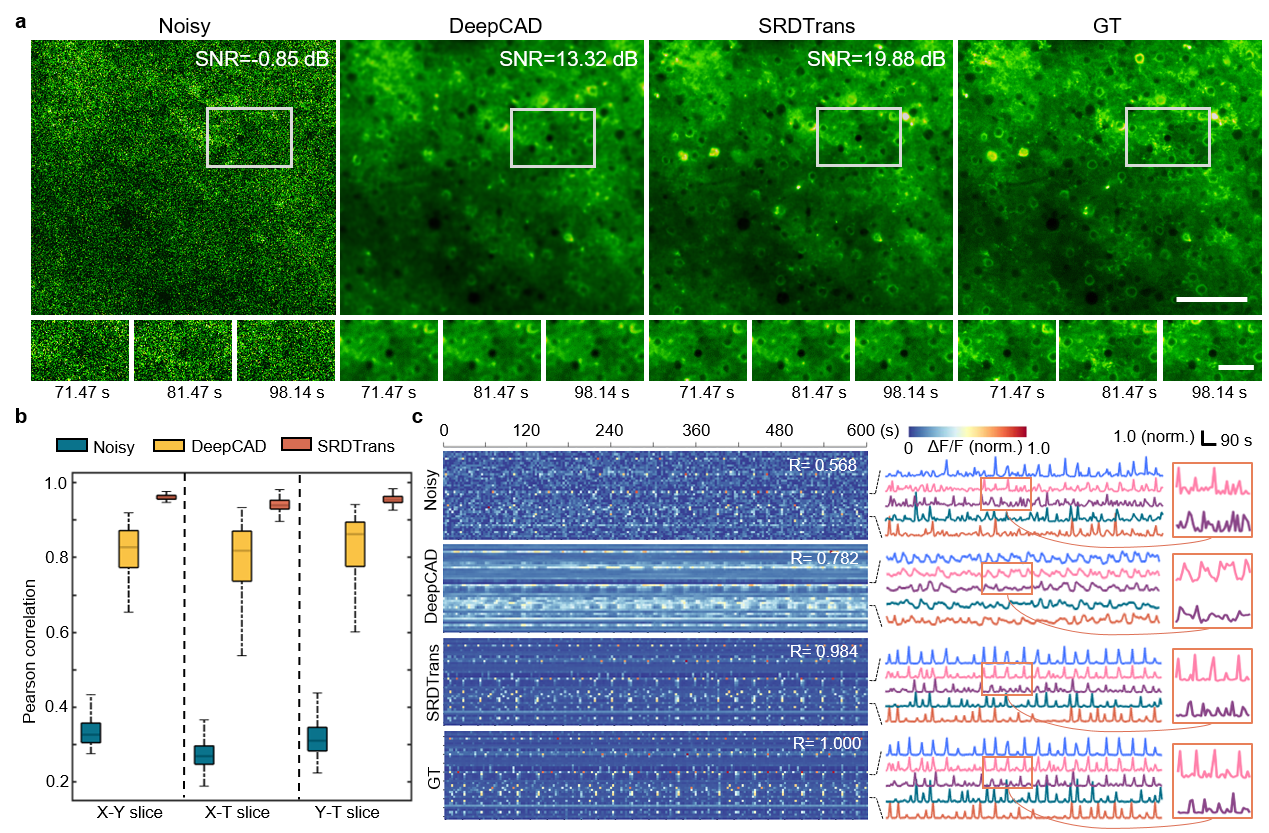 a
Noisy
DeepCAD
SRDTrans
GT
SNR=-0.85 dB
SNR=13.32 dB
SNR=19.88 dB
71.47 s
81.47 s
98.14 s
71.47 s
81.47 s
98.14 s
71.47 s
81.47 s
98.14 s
71.47 s
81.47 s
98.14 s
b
Noisy
DeepCAD
SRDTrans
Pearson correlation
1.0
0.8
0.6
0.4
0.2
X-Y slice
X-T slice
Y-T slice
c
0
120
240
360
480
600 (s)
0 ΔF/F (norm.) 1.0
1.0 (norm.)
90 s
Noisy
R= 0.568
DeepCAD
R= 0.782
SRDTrans
R= 0.984
GT
R= 1.000